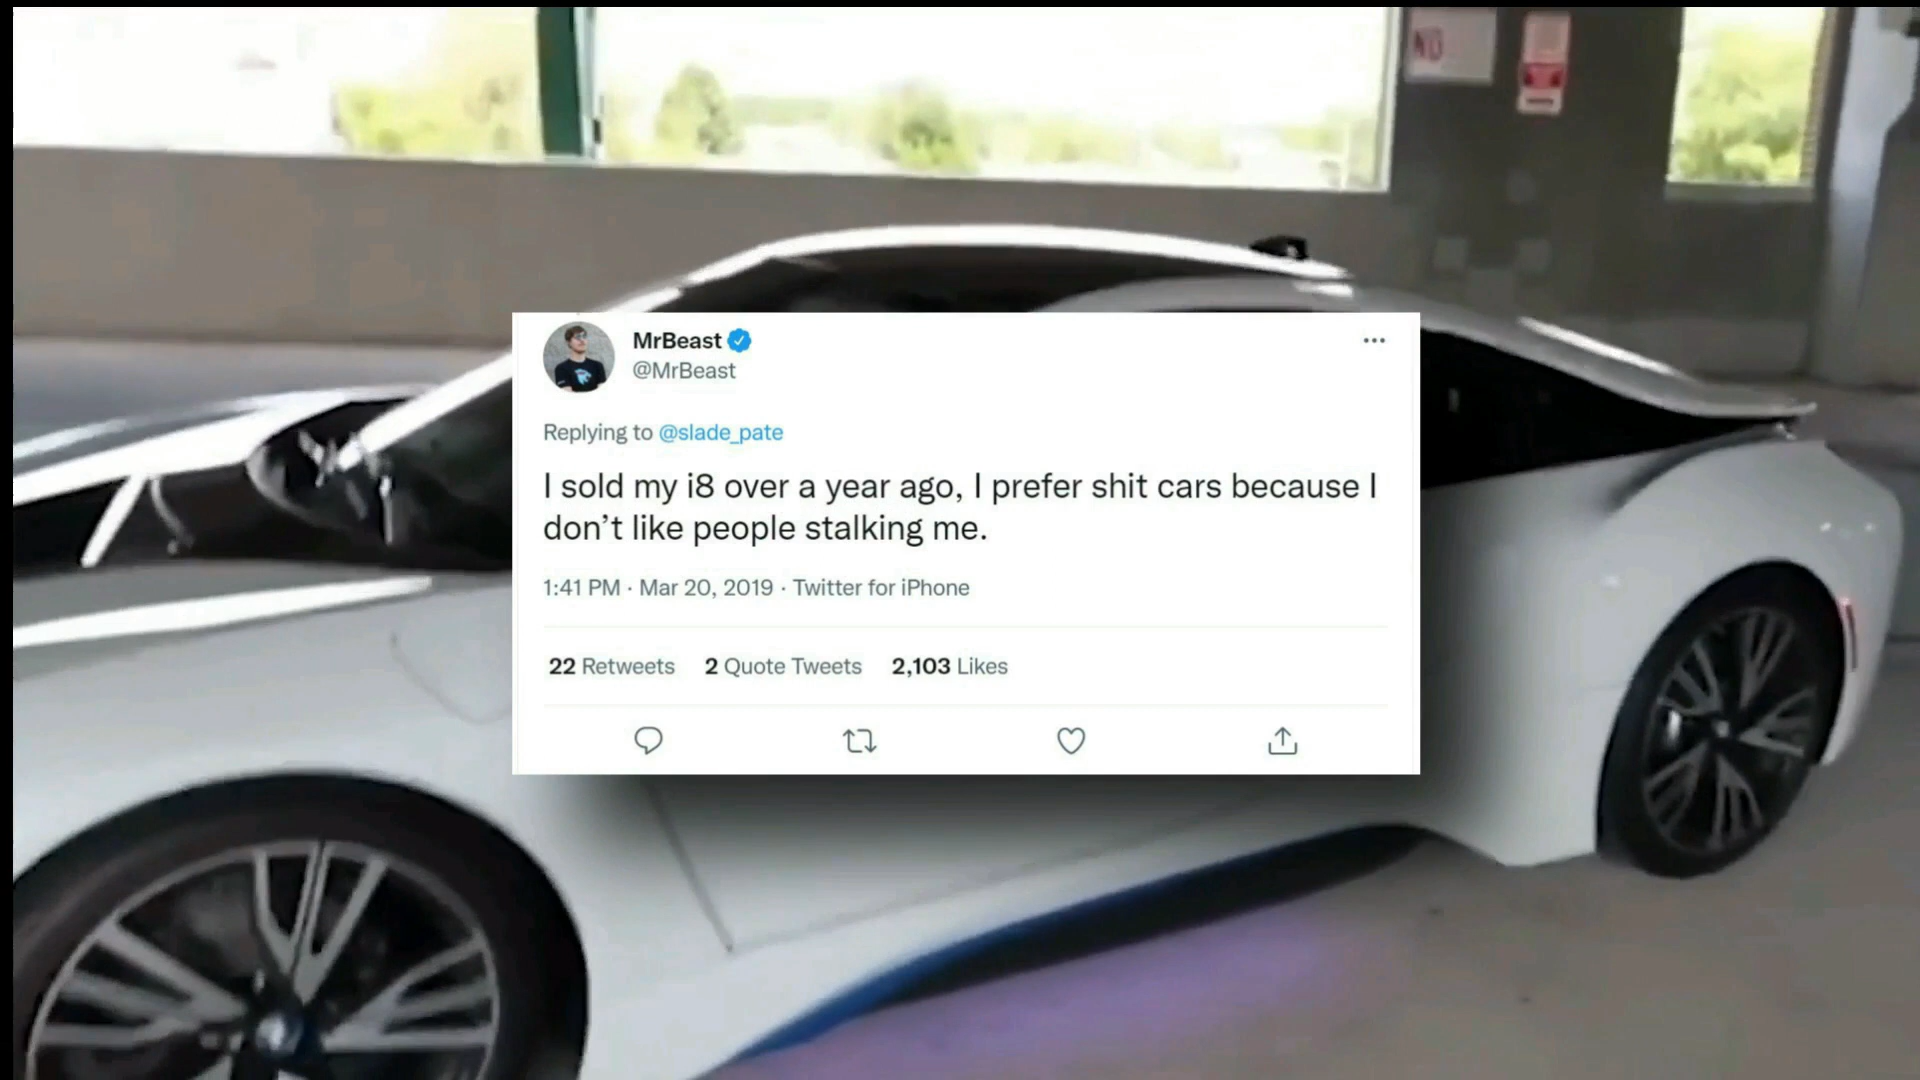 MrBeast
@MrBeast
Replying to @slade_pate
I sold my i8 over a year ago, I prefer shit cars because I
don’t like people stalking me.
1:41 PM · Mar 20, 2019 · Twitter for iPhone
22 Retweets 2 Quote Tweets 2,103 Likes
NO